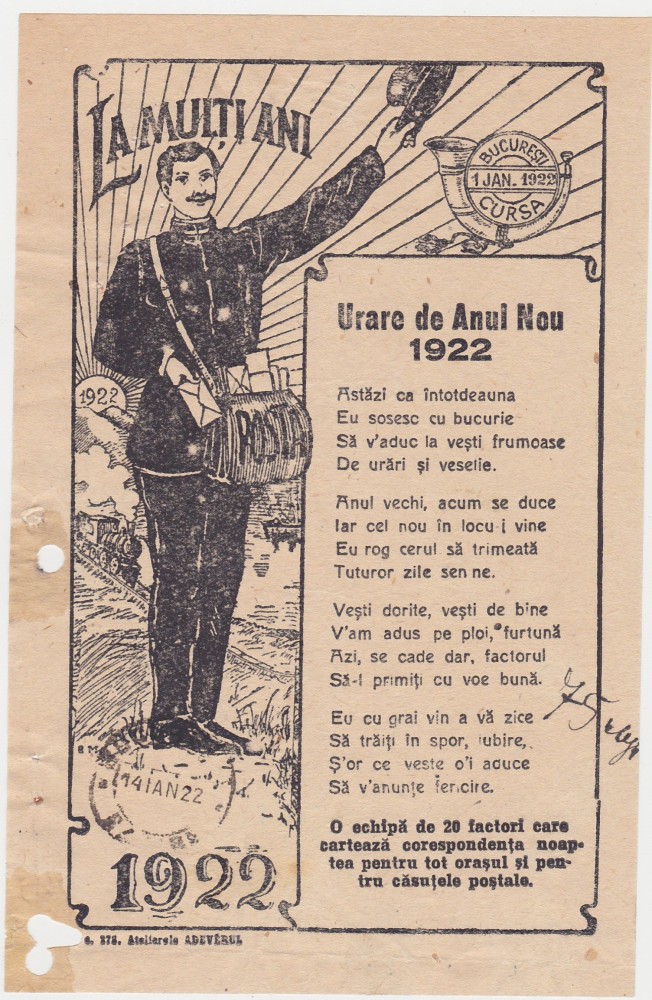 LA MULȚI ANI
BUCUREȘTI
1 JAN. 1922
CURSA
Urare de Anul Nou
1922
Astăzi ca întotdeauna
Eu sosesc cu bucurie
Să v'aduc la vești frumoase
De urări și veselie.
Anul vechi, acum se duce
Iar cel nou în locu-i vine
Eu rog cerul să trimeată
Tuturor zile senine.
Vești dorite, vești de bine
V'am adus pe ploi, furtună
Azi, se cade dar, factorul
Să-l primiți cu voe bună.
Eu cu grai vin a vă zice
Să trăiți în spor, iubire,
Ș'or ce veste o'i aduce
Să v'anunțe fericire.
O echipă de 20 factori care
cartează corespondența noap-
tea pentru tot orașul și pen-
tru căsuțele poștale.
1922
POSTA
B M
14 IAN 22
1922
c. 278. Atelierele ADEVĔRUL